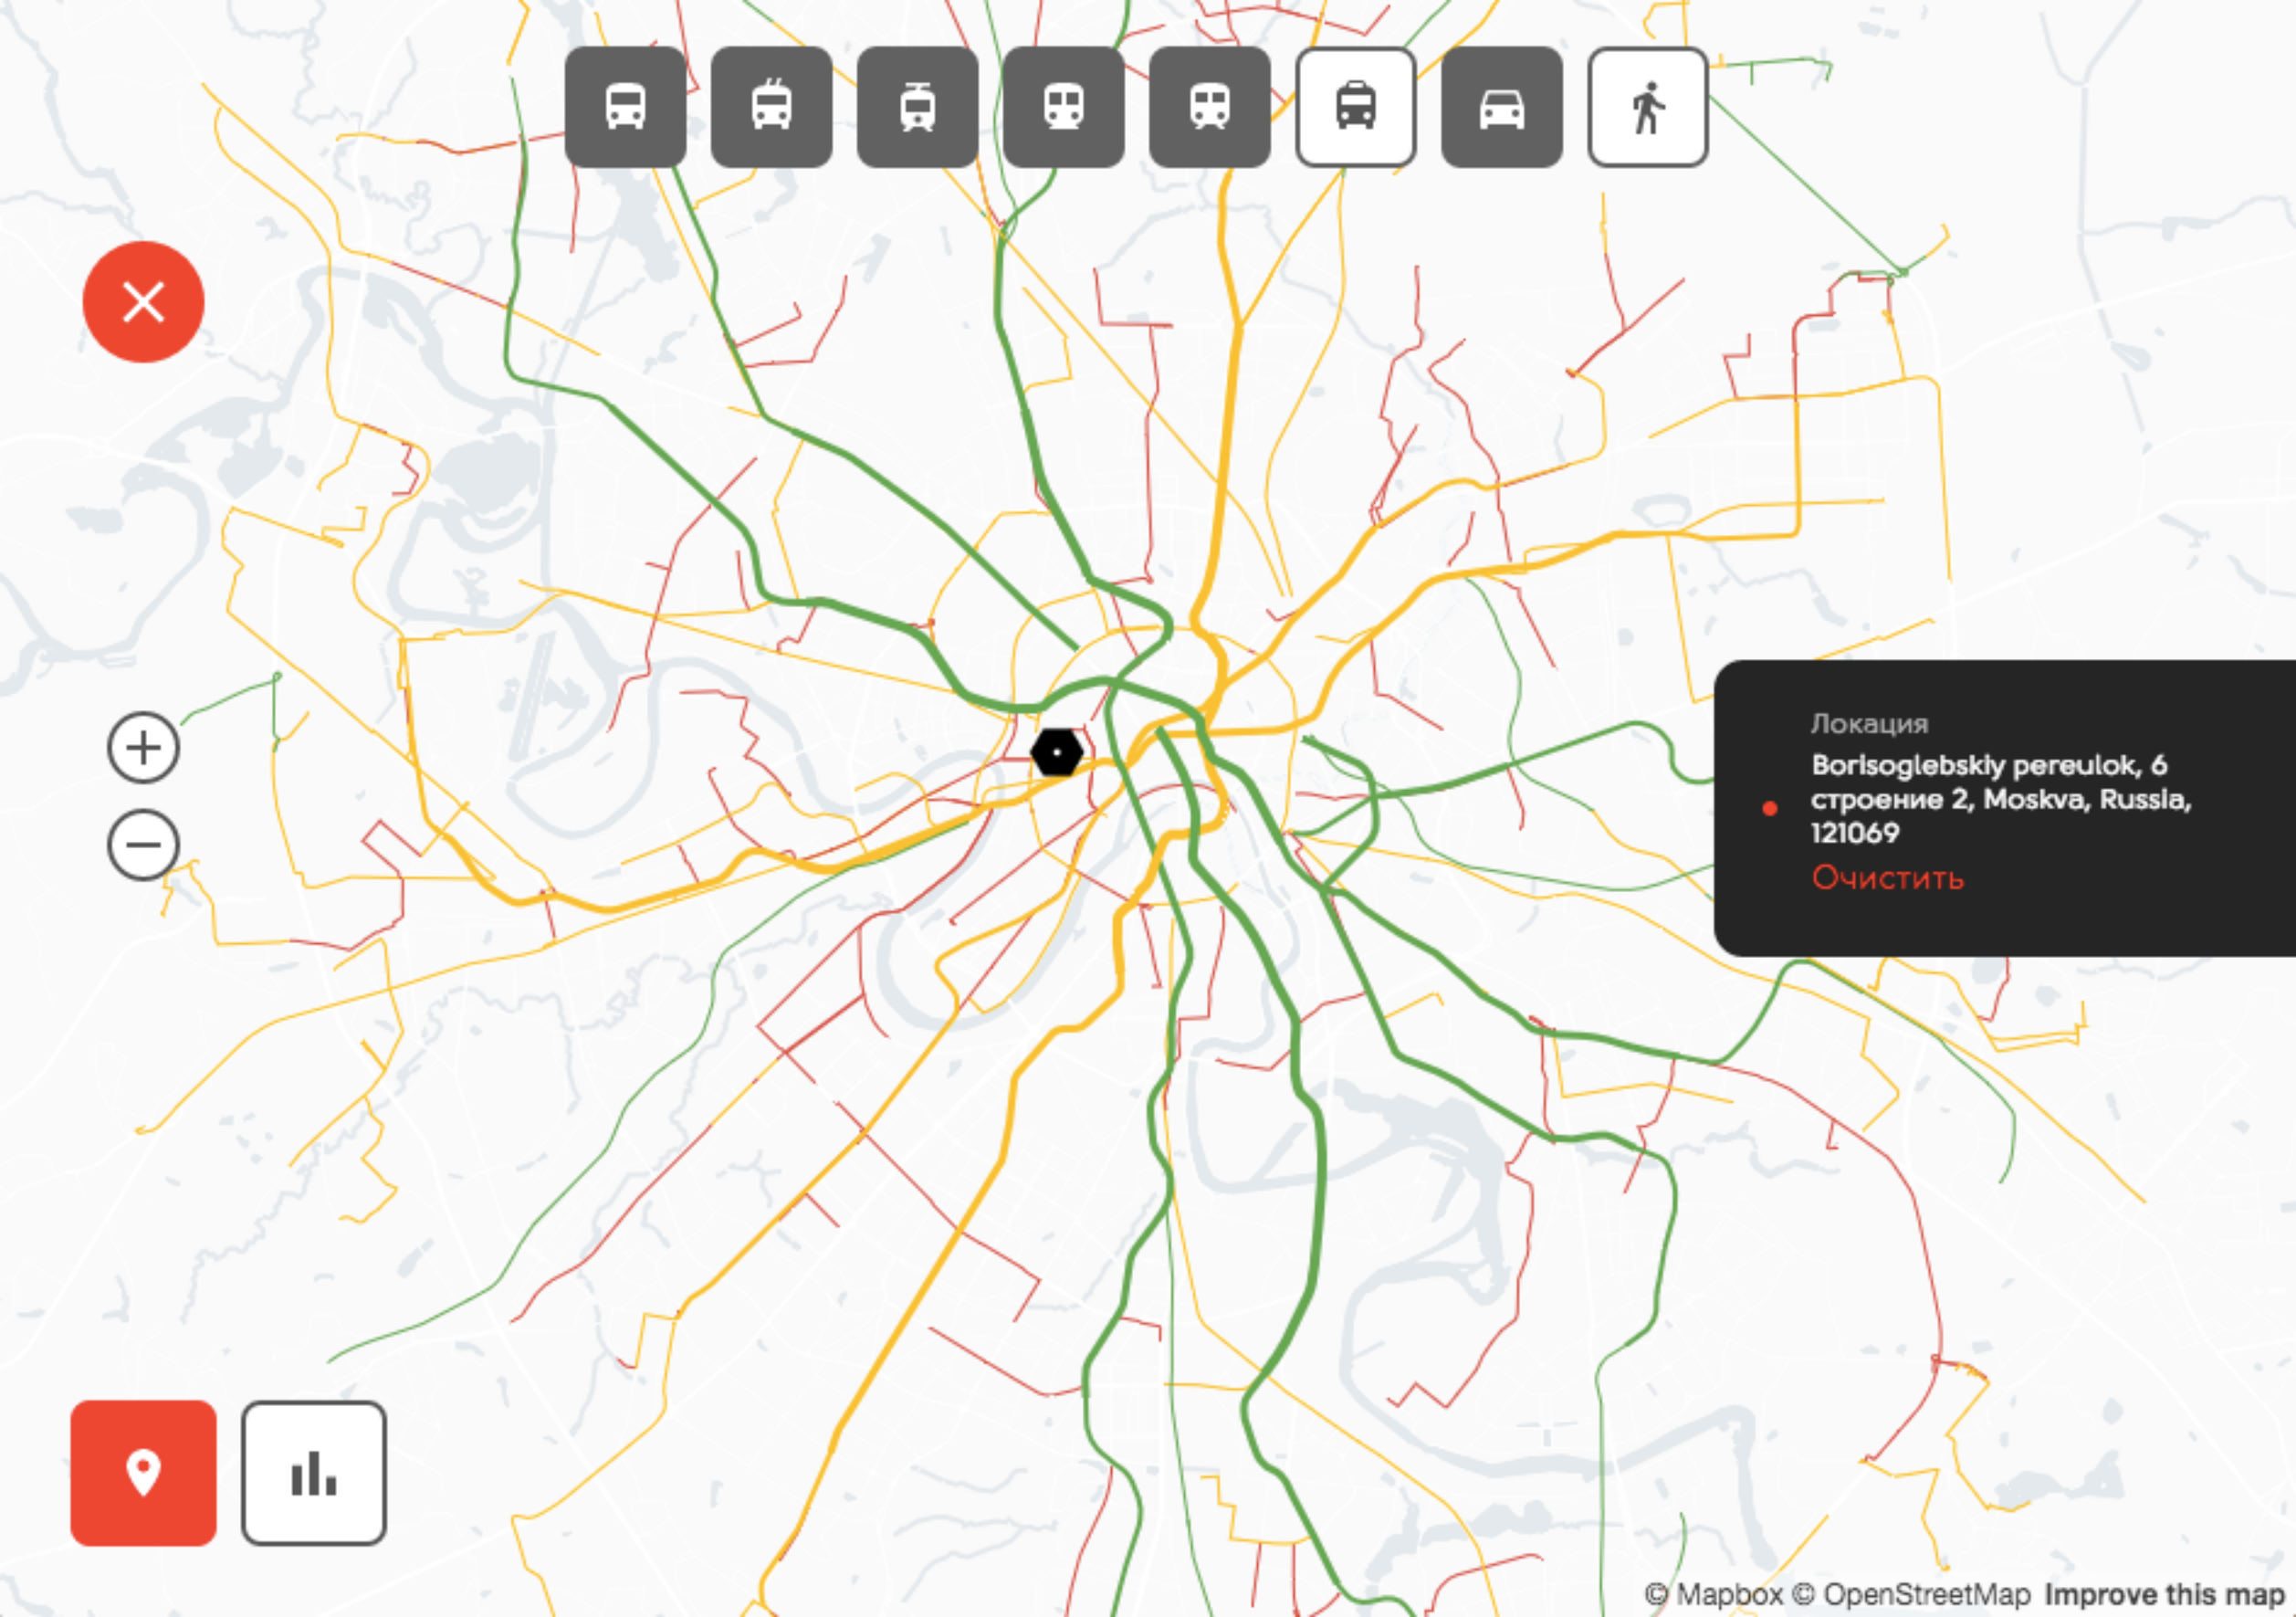 Локация
Borisoglebskiy pereulok, 6
строение 2, Moskva, Russia,
121069
Очистить
© Mapbox © OpenStreetMap Improve this map